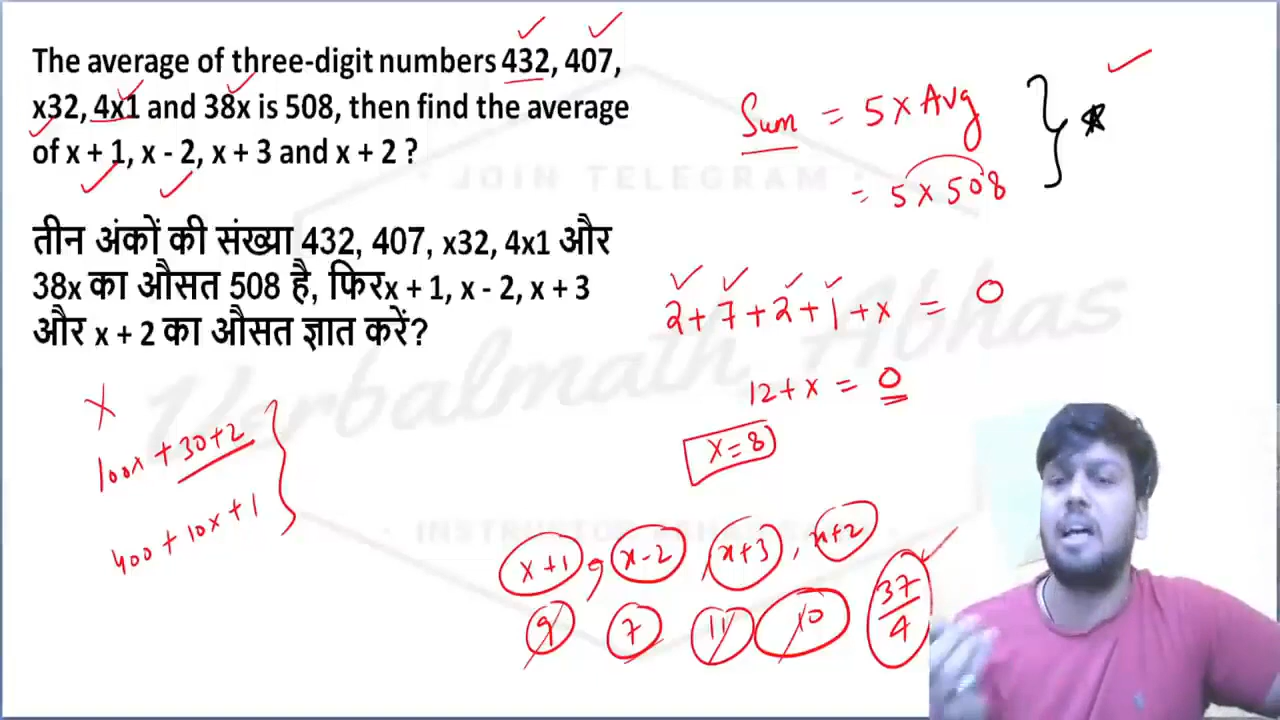 The average of three-digit numbers 432, 407,
x32, 4x1 and 38x is 508, then find the average
of x + 1, x - 2, x + 3 and x + 2 ?
तीन अंकों की संख्या 432, 407, x32, 4x1 और
38x का औसत 508 है, फिरx + 1, x - 2, x + 3
और x + 2 का औसत ज्ञात करें?
x
100x + 30+2
400 + 10x + 1
Sum = 5 x Avg
= 5 x 508
2+7+2+1+x = 0
12+x = 0
x=8
x+1, x-2, x+3, x+2
9 7 11 10 37/4
JOIN TELEGRAM
Verbalmath Abhas